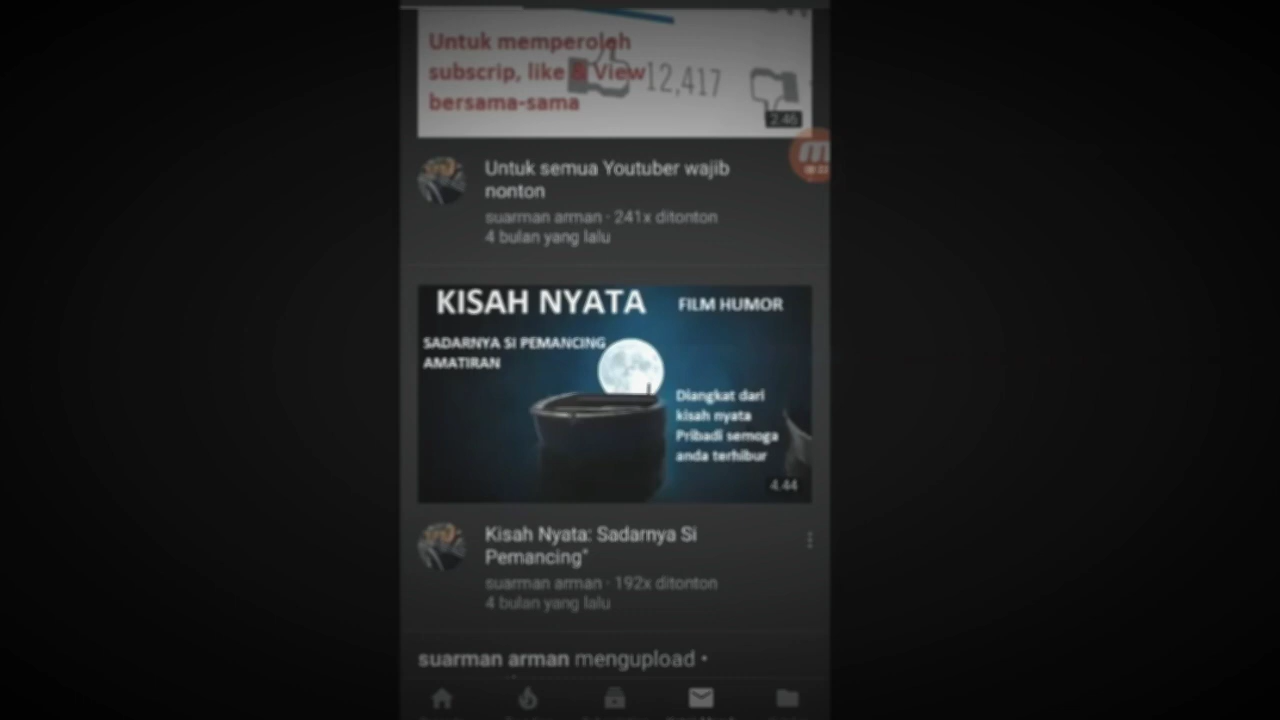 Untuk memperoleh
subscrip, like & View
bersama-sama
12,417
2:46
Untuk semua Youtuber wajib
nonton
suarman arman · 241x ditonton
4 bulan yang lalu
KISAH NYATA
FILM HUMOR
SADARNYA SI PEMANCING
AMATIRAN
Diangkat dari
kisah nyata
Pribadi semoga
anda terhibur
4.44
Kisah Nyata: Sadarnya Si
Pemancing"
suarman arman · 192x ditonton
4 bulan yang lalu
suarman arman mengupload •